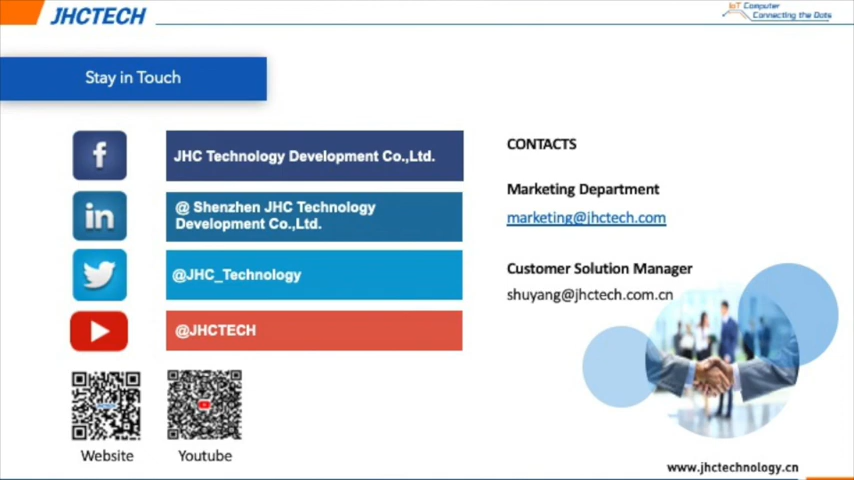 JHCTECH
IoT Computer
Connecting the Dots
Stay in Touch
JHC Technology Development Co.,Ltd.
@ Shenzhen JHC Technology
Development Co.,Ltd.
@JHC_Technology
@JHCTECH
Website
Youtube
CONTACTS
Marketing Department
marketing@jhctech.com
Customer Solution Manager
shuyang@jhctech.com.cn
www.jhctechnology.cn